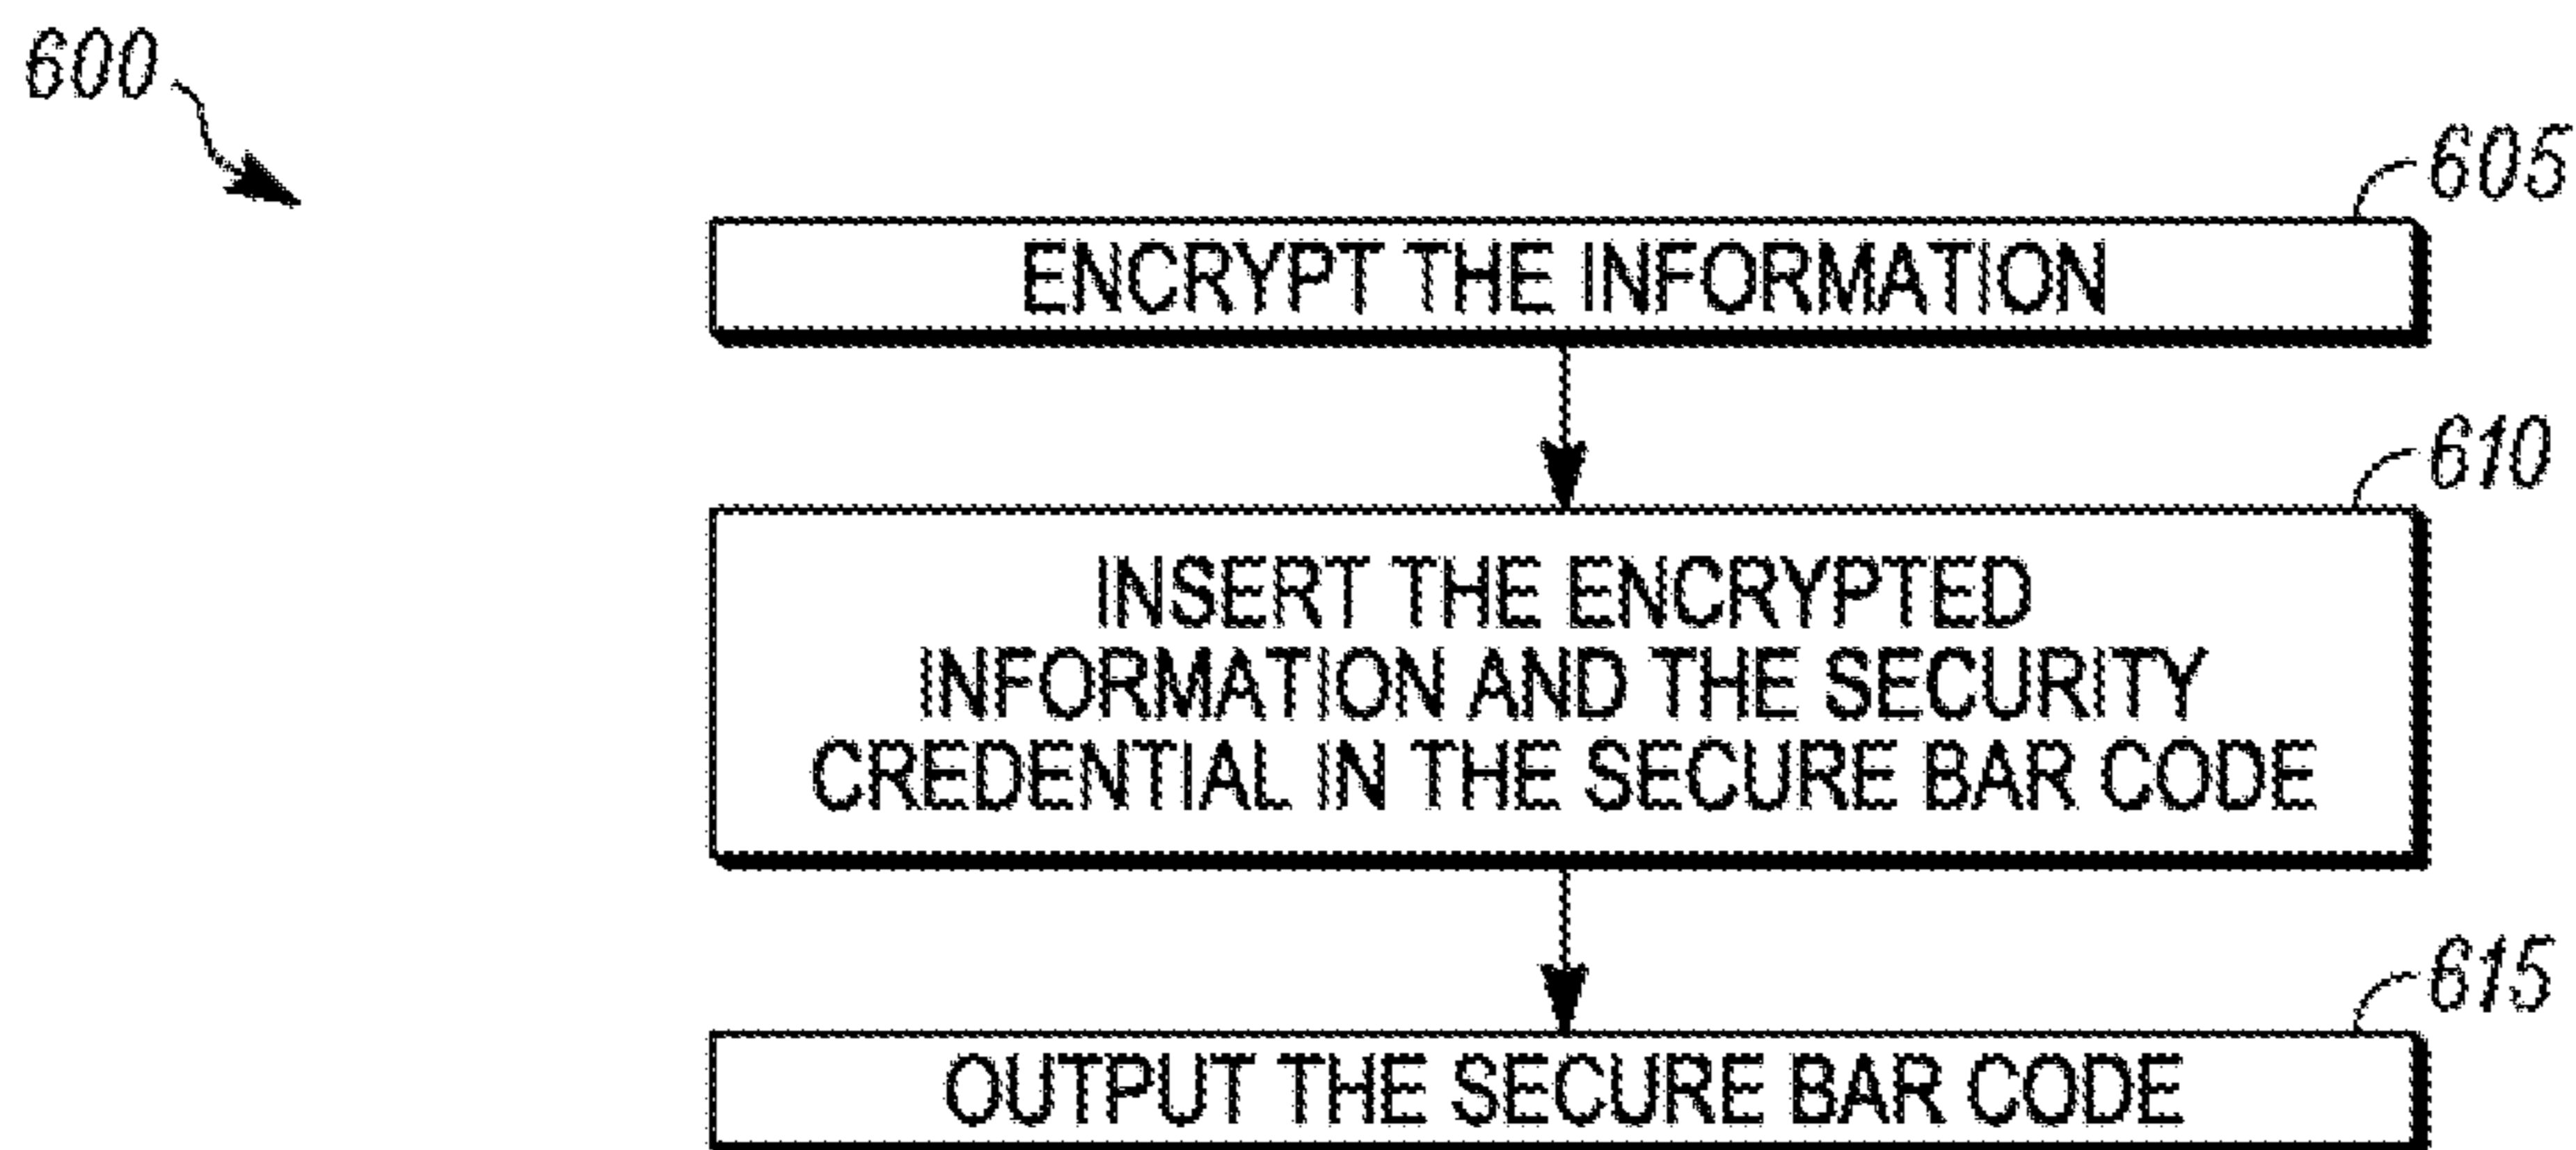 600
605
ENCRYPT THE INFORMATION
610
INSERT THE ENCRYPTED
INFORMATION AND THE SECURITY
CREDENTIAL IN THE SECURE BAR CODE
615
OUTPUT THE SECURE BAR CODE